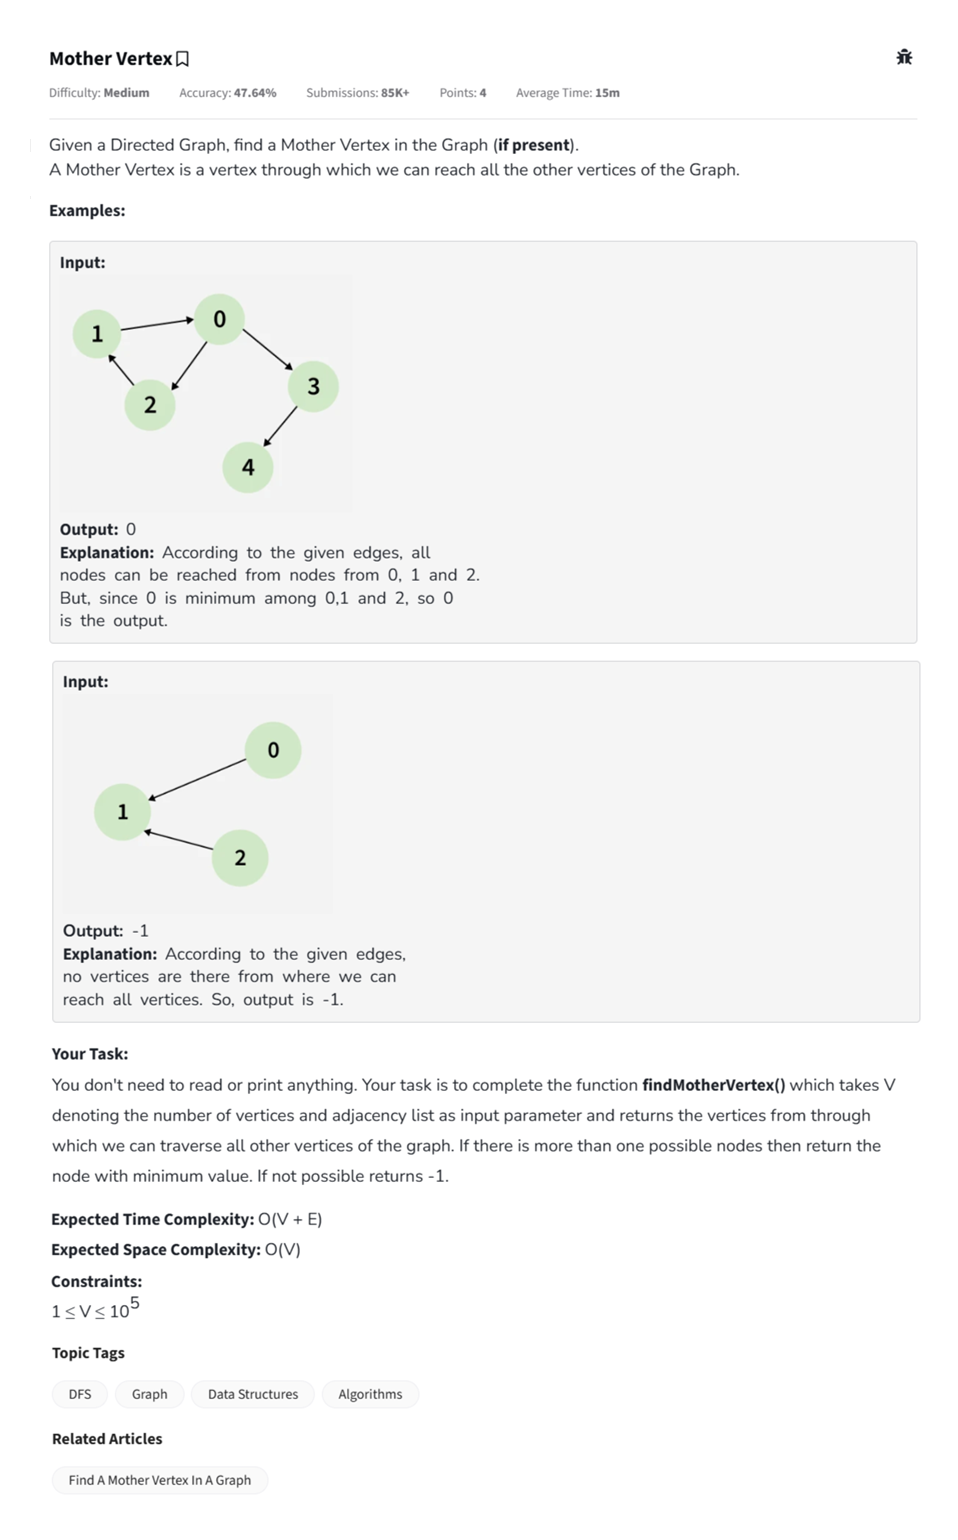 Mother Vertex
Difficulty: Medium Accuracy: 47.64% Submissions: 85K+ Points: 4 Average Time: 15m
Given a Directed Graph, find a Mother Vertex in the Graph (if present).
A Mother Vertex is a vertex through which we can reach all the other vertices of the Graph.
Examples:
Input:
0
1
3
2
4
Output: 0
Explanation: According to the given edges, all
nodes can be reached from nodes from 0, 1 and 2.
But, since 0 is minimum among 0,1 and 2, so 0
is the output.
Input:
0
1
2
Output: -1
Explanation: According to the given edges,
no vertices are there from where we can
reach all vertices. So, output is -1.
Your Task:
You don't need to read or print anything. Your task is to complete the function findMotherVertex() which takes V
denoting the number of vertices and adjacency list as input parameter and returns the vertices from through
which we can traverse all other vertices of the graph. If there is more than one possible nodes then return the
node with minimum value. If not possible returns -1.
Expected Time Complexity: O(V + E)
Expected Space Complexity: O(V)
Constraints:
1 ≤ V ≤ 10^5
Topic Tags
DFS Graph Data Structures Algorithms
Related Articles
Find A Mother Vertex In A Graph